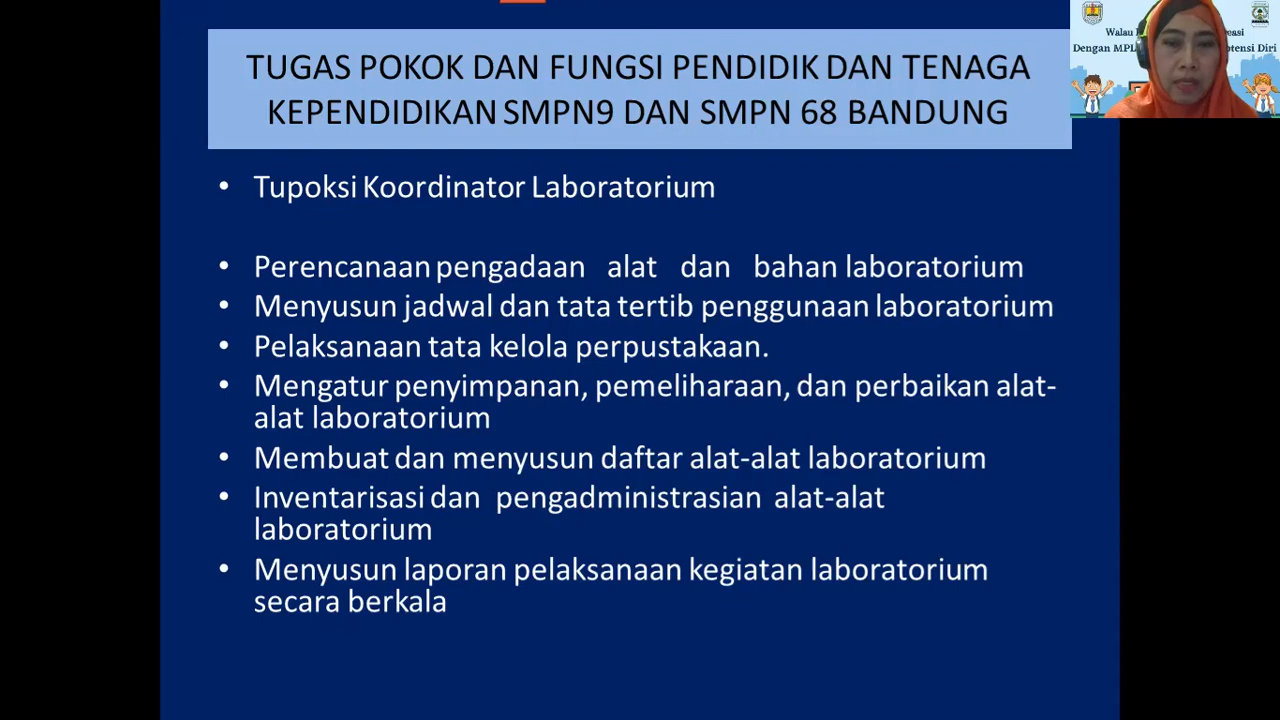 TUGAS POKOK DAN FUNGSI PENDIDIK DAN TENAGA
KEPENDIDIKAN SMPN9 DAN SMPN 68 BANDUNG
• Tupoksi Koordinator Laboratorium
• Perencanaan pengadaan alat dan bahan laboratorium
• Menyusun jadwal dan tata tertib penggunaan laboratorium
• Pelaksanaan tata kelola perpustakaan.
• Mengatur penyimpanan, pemeliharaan, dan perbaikan alat-
alat laboratorium
• Membuat dan menyusun daftar alat-alat laboratorium
• Inventarisasi dan pengadministrasian alat-alat
laboratorium
• Menyusun laporan pelaksanaan kegiatan laboratorium
secara berkala
Walau
Dengan Diri